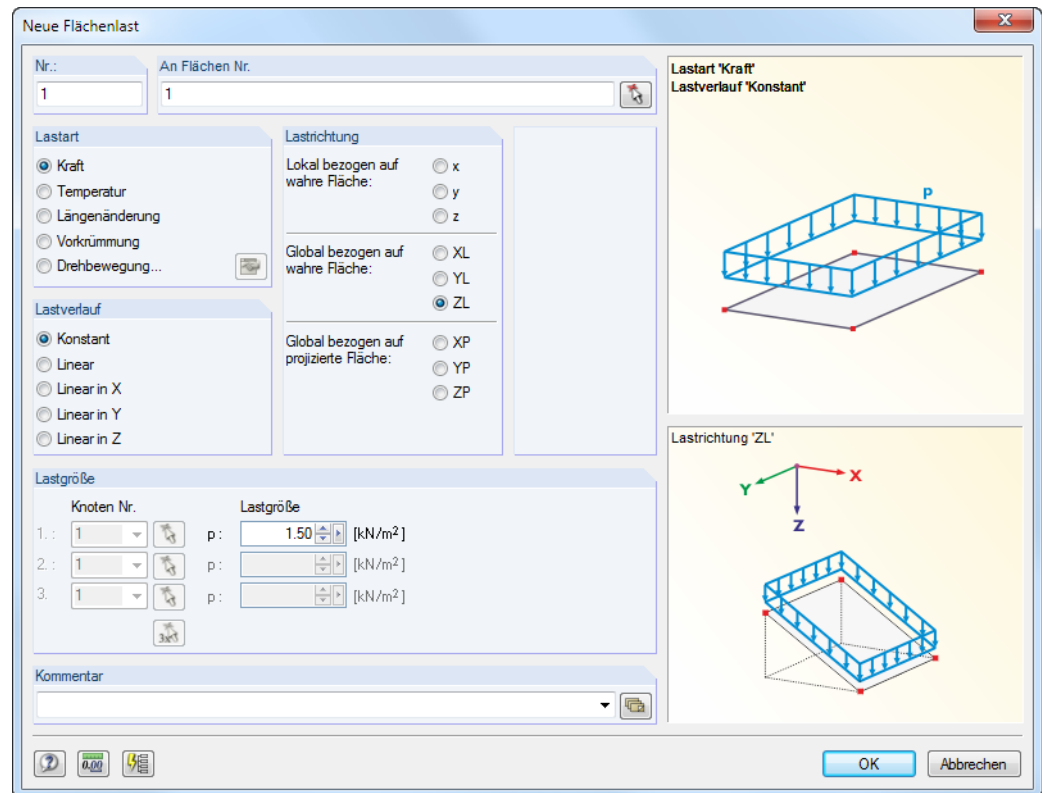 Neue Flächenlast
Nr.:
1
An Flächen Nr.
1
Lastart
Kraft
Temperatur
Längenänderung
Vorkrümmung
Drehbewegung...
Lastverlauf
Konstant
Linear
Linear in X
Linear in Y
Linear in Z
Lastrichtung
Lokal bezogen auf
wahre Fläche:
x
y
z
Global bezogen auf
wahre Fläche:
XL
YL
ZL
Global bezogen auf
projizierte Fläche:
XP
YP
ZP
Lastgröße
Knoten Nr. Lastgröße
1. : 1 p : 1.50 [kN/m²]
2. : 1 p : [kN/m²]
3. 1 p : [kN/m²]
3x
Kommentar
0.00
OK
Abbrechen
Lastart 'Kraft'
Lastverlauf 'Konstant'
p
Lastrichtung 'ZL'
Y
X
Z